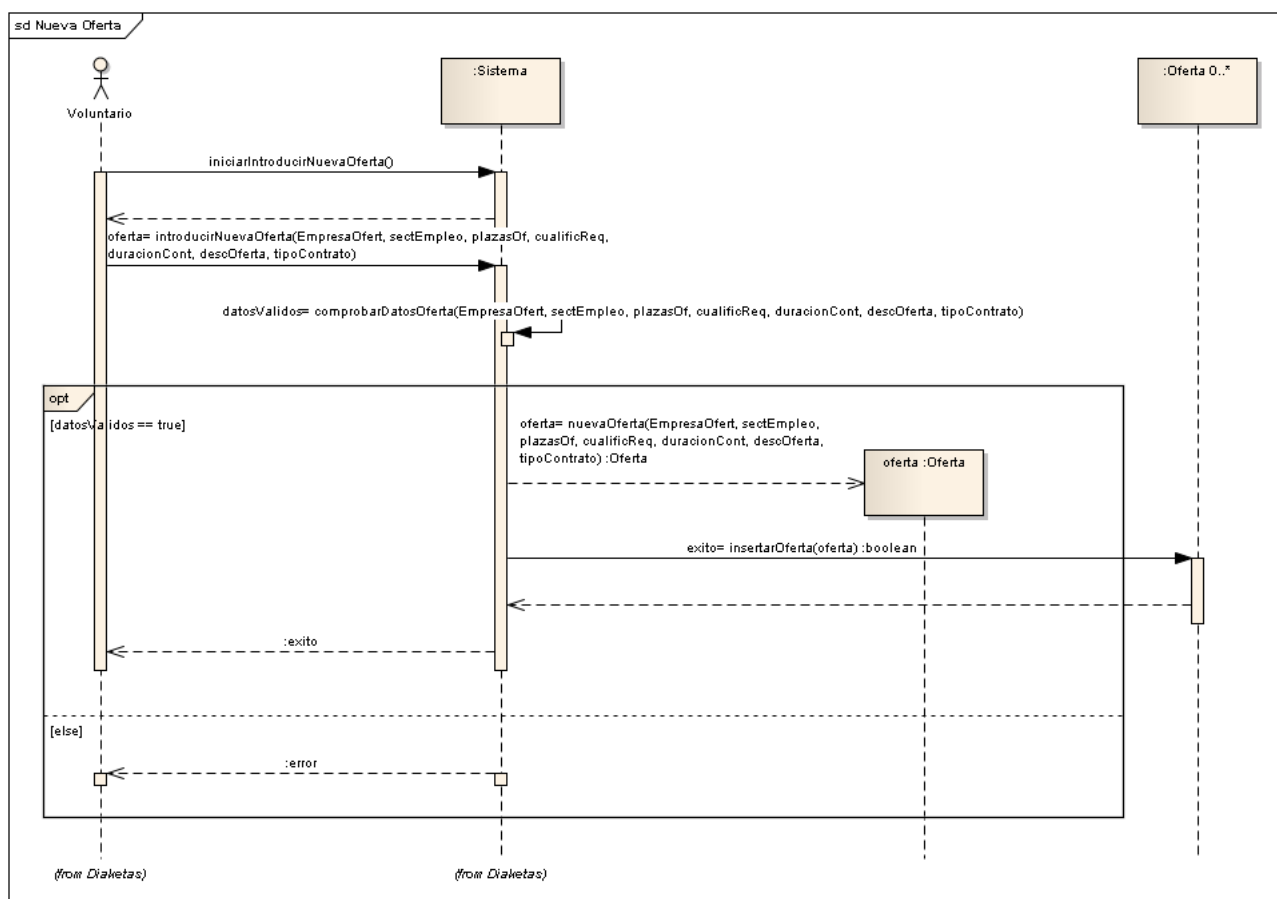 sd Nueva Oferta
:Sistema
:Oferta 0..*
Voluntario
iniciarIntroducirNuevaOferta()
oferta= introducirNuevaOferta(EmpresaOfert, sectEmpleo, plazasOf, cualificReq,
duracionCont, descOferta, tipoContrato)
datosValidos= comprobarDatosOferta(EmpresaOfert, sectEmpleo, plazasOf, cualificReq, duracionCont, descOferta, tipoContrato)
opt
[datosValidos == true]
oferta= nuevaOferta(EmpresaOfert, sectEmpleo,
plazasOf, cualificReq, duracionCont, descOferta,
tipoContrato) :Oferta
oferta :Oferta
exito= insertarOferta(oferta) :boolean
:exito
[else]
:error
(from Diaketas)
(from Diaketas)